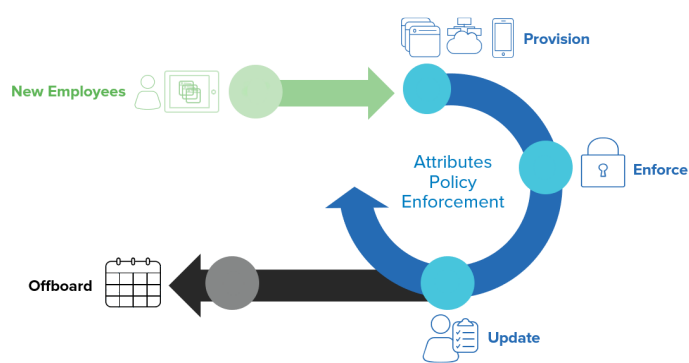 Provision
New Employees
Attributes
Policy
Enforcement
Enforce
Offboard
Update